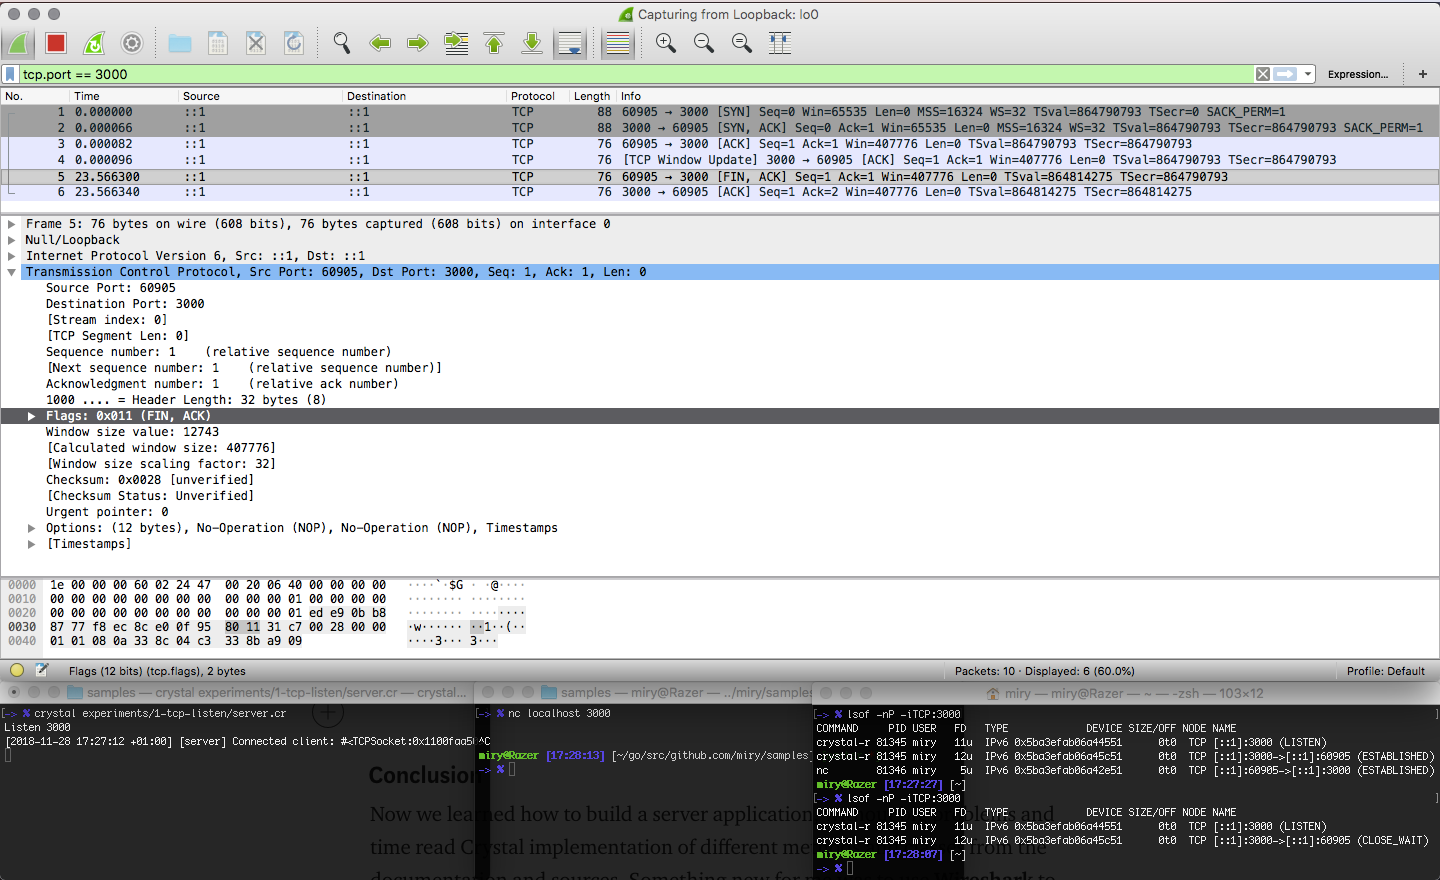 Capturing from Loopback: lo0
tcp.port == 3000
Expression...
+
No. Time Source Destination Protocol Length Info
1 0.000000 ::1 ::1 TCP 88 60905 → 3000 [SYN] Seq=0 Win=65535 Len=0 MSS=16324 WS=32 TSval=864790793 TSecr=0 SACK_PERM=1
2 0.000066 ::1 ::1 TCP 88 3000 → 60905 [SYN, ACK] Seq=0 Ack=1 Win=65535 Len=0 MSS=16324 WS=32 TSval=864790793 TSecr=864790793 SACK_PERM=1
3 0.000082 ::1 ::1 TCP 76 60905 → 3000 [ACK] Seq=1 Ack=1 Win=407776 Len=0 TSval=864790793 TSecr=864790793
4 0.000096 ::1 ::1 TCP 76 [TCP Window Update] 3000 → 60905 [ACK] Seq=1 Ack=1 Win=407776 Len=0 TSval=864790793 TSecr=864790793
5 23.566300 ::1 ::1 TCP 76 60905 → 3000 [FIN, ACK] Seq=1 Ack=1 Win=407776 Len=0 TSval=864814275 TSecr=864790793
6 23.566340 ::1 ::1 TCP 76 3000 → 60905 [ACK] Seq=1 Ack=2 Win=407776 Len=0 TSval=864814275 TSecr=864814275
Frame 5: 76 bytes on wire (608 bits), 76 bytes captured (608 bits) on interface 0
Null/Loopback
Internet Protocol Version 6, Src: ::1, Dst: ::1
Transmission Control Protocol, Src Port: 60905, Dst Port: 3000, Seq: 1, Ack: 1, Len: 0
Source Port: 60905
Destination Port: 3000
[Stream index: 0]
[TCP Segment Len: 0]
Sequence number: 1 (relative sequence number)
[Next sequence number: 1 (relative sequence number)]
Acknowledgment number: 1 (relative ack number)
1000 .... = Header Length: 32 bytes (8)
Flags: 0x011 (FIN, ACK)
Window size value: 12743
[Calculated window size: 407776]
[Window size scaling factor: 32]
Checksum: 0x0028 [unverified]
[Checksum Status: Unverified]
Urgent pointer: 0
Options: (12 bytes), No-Operation (NOP), No-Operation (NOP), Timestamps
[Timestamps]
0000 1e 00 00 00 60 02 24 47 00 20 06 40 00 00 00 00 ····`·$G · ·@····
0010 00 00 00 00 00 00 00 00 00 00 00 01 00 00 00 00 ········ ········
0020 00 00 00 00 00 00 00 00 00 00 00 01 ed e9 0b b8 ········ ········
0030 87 77 f8 ec 8c e0 0f 95 80 11 31 c7 00 28 00 00 ·w······ ··1··(··
0040 01 01 08 0a 33 8c 04 c3 33 8b a9 09 ····3··· 3···
Flags (12 bits) (tcp.flags), 2 bytes
Packets: 10 · Displayed: 6 (60.0%)
Profile: Default
samples — crystal experiments/1-tcp-listen/server.cr — crystal...
[-> % crystal experiments/1-tcp-listen/server.cr
Listen 3000
[2018-11-28 17:27:12 +01:00] [server] Connected client: #<TCPSocket:0x1100faa5
samples — miry@Razer — ../miry/samples
[-> % nc localhost 3000
^C
miry@Razer [17:28:13] [~/go/src/github.com/miry/samples]
-> %
miry — miry@Razer — ~ — -zsh — 103×12
[-> % lsof -nP -iTCP:3000 ]
COMMAND PID USER FD TYPE DEVICE SIZE/OFF NODE NAME
crystal-r 81345 miry 11u IPv6 0x5ba3efab06a44551 0t0 TCP [::1]:3000 (LISTEN)
crystal-r 81345 miry 12u IPv6 0x5ba3efab06a45c51 0t0 TCP [::1]:3000->[::1]:60905 (ESTABLISHED)
nc 81346 miry 5u IPv6 0x5ba3efab06a42e51 0t0 TCP [::1]:60905->[::1]:3000 (ESTABLISHED)
miry@Razer [17:27:27] [~]
[-> % lsof -nP -iTCP:3000 ]
COMMAND PID USER FD TYPE DEVICE SIZE/OFF NODE NAME
crystal-r 81345 miry 11u IPv6 0x5ba3efab06a44551 0t0 TCP [::1]:3000 (LISTEN)
crystal-r 81345 miry 12u IPv6 0x5ba3efab06a45c51 0t0 TCP [::1]:3000->[::1]:60905 (CLOSE_WAIT)
miry@Razer [17:28:07] [~]
-> %
Conclusion
Now we learned how to build a server application and
time read Crystal implementation of different me from the
documentation and sources. Something new for Wireshark to